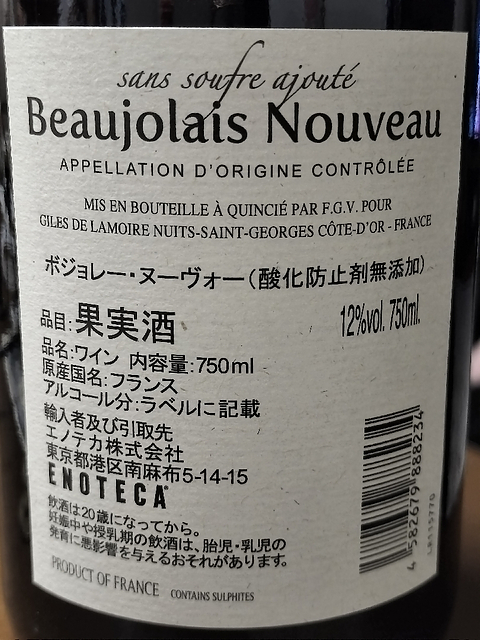 sans soufre ajouté
Beaujolais Nouveau
APPELLATION D'ORIGINE CONTRÔLÉE
MIS EN BOUTEILLE À QUINCIÉ PAR F.G.V. POUR
GILES DE LAMOIRE NUITS-SAINT-GEORGES CÔTE-D'OR - FRANCE
ボジョレー・ヌーヴォー(酸化防止剤無添加)
品目:果実酒
12%vol. 750ml.
品名:ワイン 内容量:750ml
原産国名:フランス
アルコール分:ラベルに記載
輸入者及び引取先
エノテカ株式会社
東京都港区南麻布5-14-15
ENOTECA
飲酒は20歳になってから。
妊娠中や授乳期の飲酒は、胎児・乳児の
発育に悪影響を与えるおそれがあります。
PRODUCT OF FRANCE CONTAINS SULPHITES
4 582679 888234